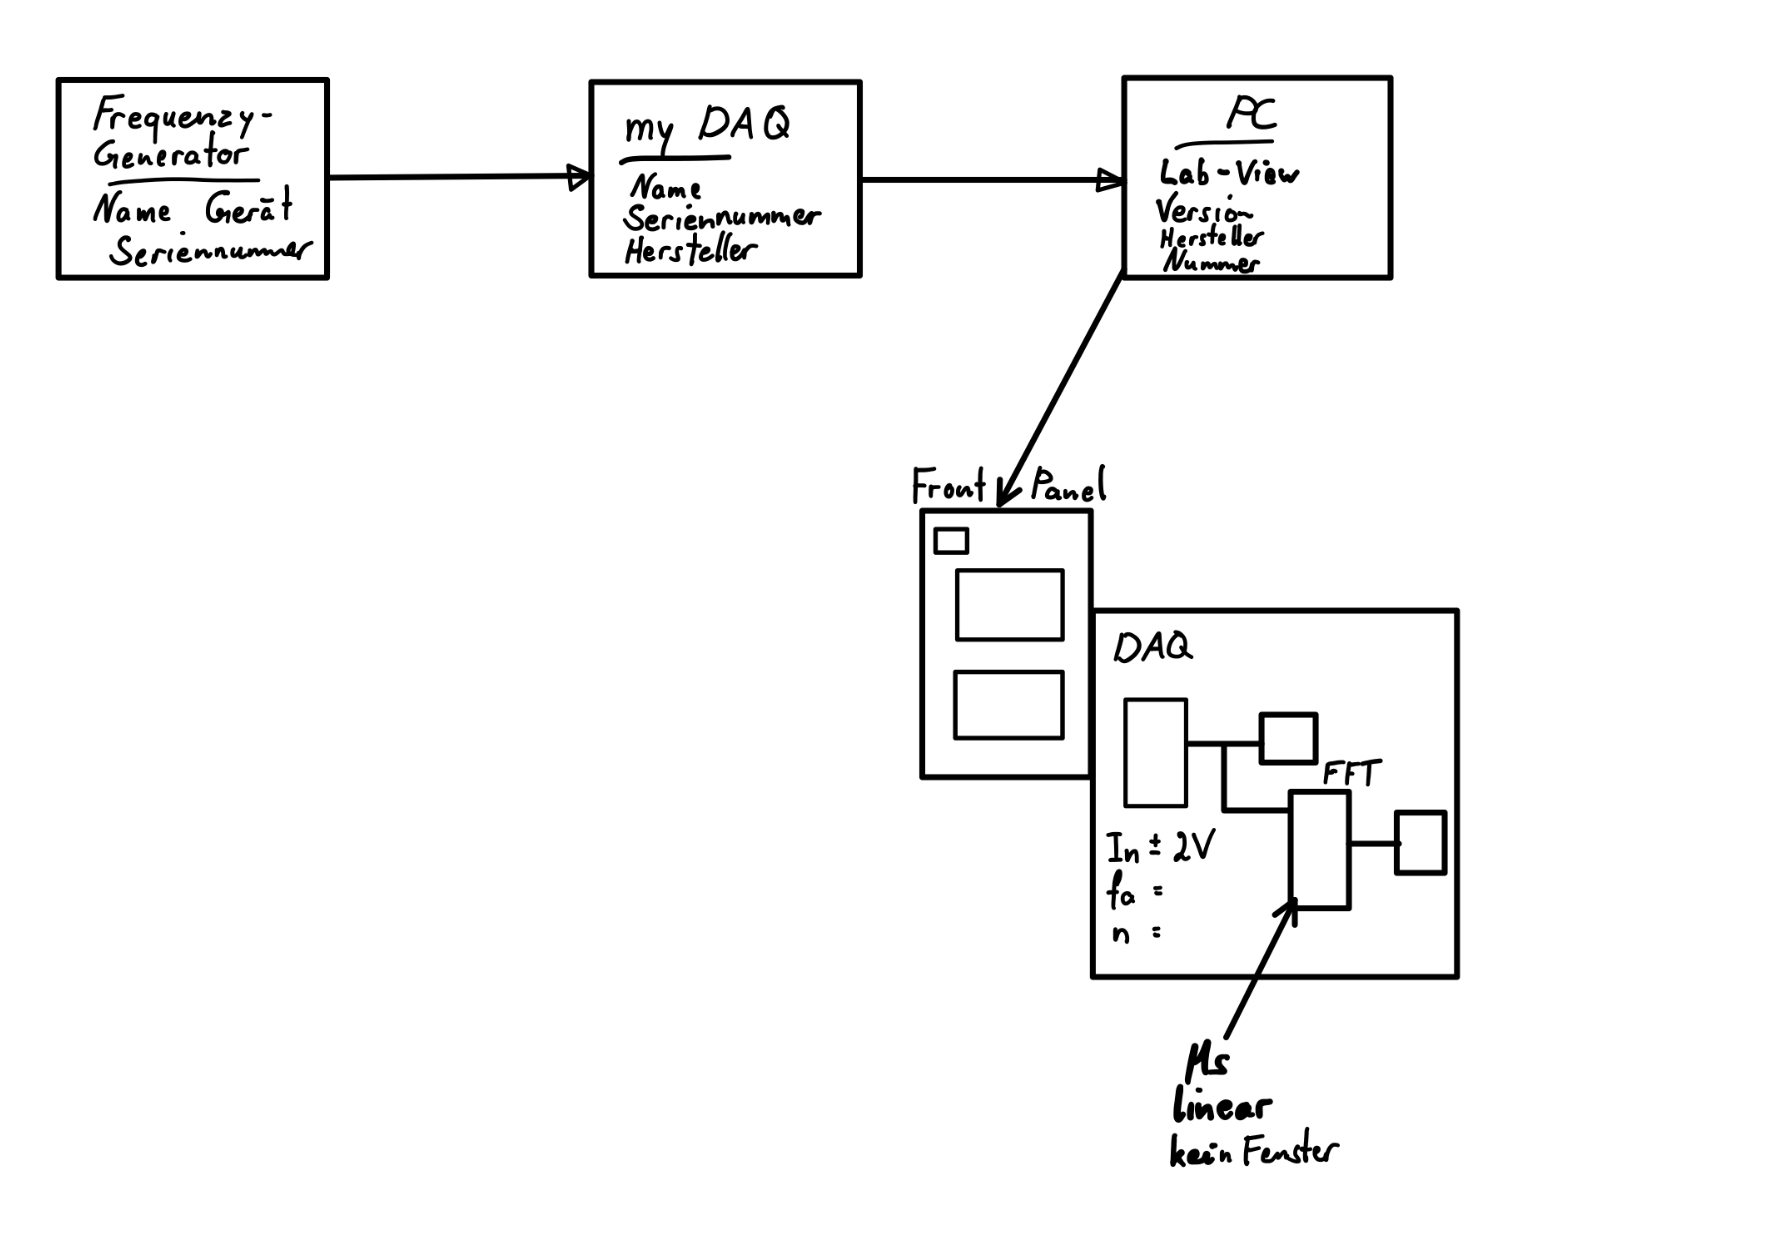 Frequenzy-
Generator
Name Gerät
Seriennummer
my DAQ
Name
Seriennummer
Hersteller
PC
Lab-View
Version
Hersteller
Nummer
Front Panel
DAQ
FFT
In ± 2V
fa =
n =
µs
linear
kein Fenster